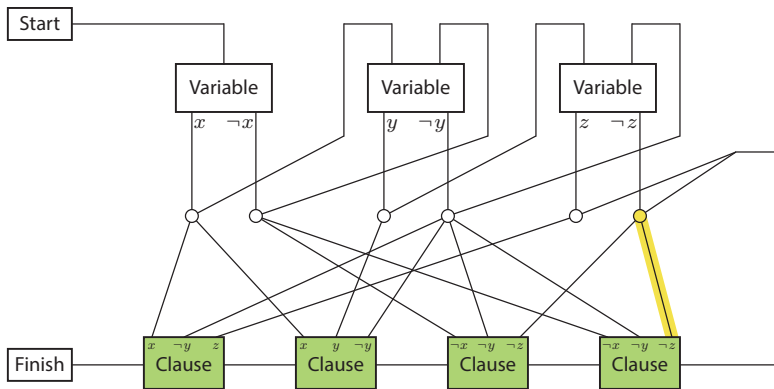 Start
Variable
Variable
Variable
x ¬x
y ¬y
z ¬z
x ¬y z
x y ¬y
¬x ¬y ¬z
¬x ¬y ¬z
Finish
Clause
Clause
Clause
Clause